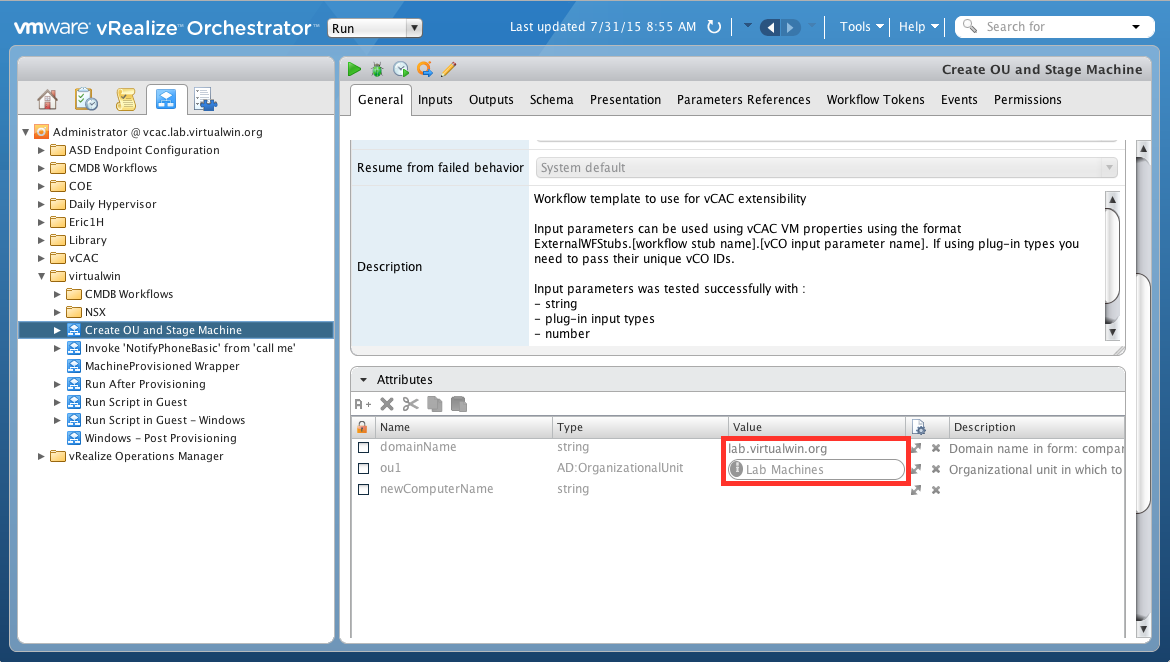 vmware vRealize™ Orchestrator™ Run Last updated 7/31/15 8:55 AM Tools Help Search for
Create OU and Stage Machine
General Inputs Outputs Schema Presentation Parameters References Workflow Tokens Events Permissions
Administrator @ vcac.lab.virtualwin.org
ASD Endpoint Configuration
CMDB Workflows
COE
Daily Hypervisor
Eric1H
Library
vCAC
virtualwin
CMDB Workflows
NSX
Create OU and Stage Machine
Invoke 'NotifyPhoneBasic' from 'call me'
MachineProvisioned Wrapper
Run After Provisioning
Run Script in Guest
Run Script in Guest - Windows
Windows - Post Provisioning
vRealize Operations Manager
Resume from failed behavior System default
Description
Workflow template to use for vCAC extensibility
Input parameters can be used using vCAC VM properties using the format
ExternalWFStubs.[workflow stub name].[vCO input parameter name]. If using plug-in types you
need to pass their unique vCO IDs.
Input parameters was tested successfully with :
- string
- plug-in input types
- number
Attributes
A+
Name Type Value Description
domainName string lab.virtualwin.org Domain name in form: compar
ou1 AD:OrganizationalUnit Lab Machines Organizational unit in which to
newComputerName string